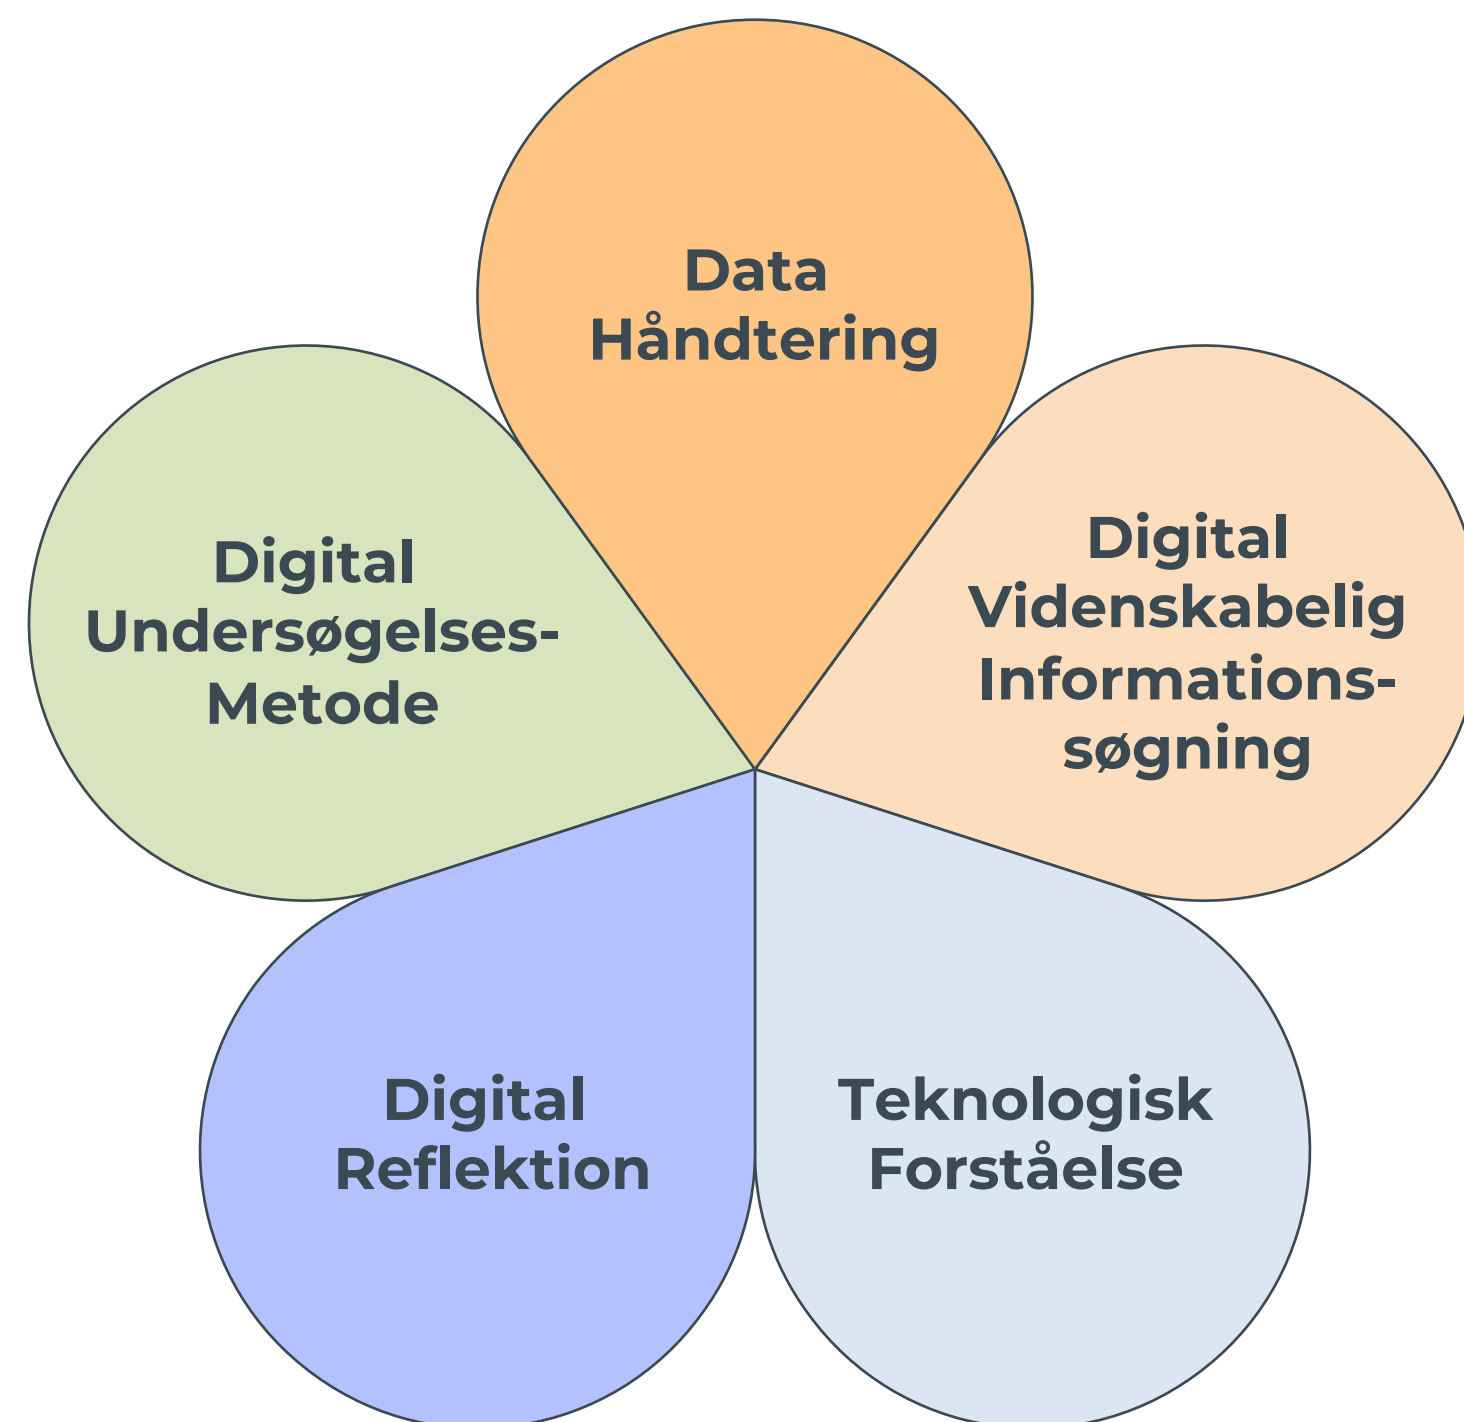 Data
Håndtering
Digital
Videnskabelig
Informations-
søgning
Teknologisk
Forståelse
Digital
Reflektion
Digital
Undersøgelses-
Metode